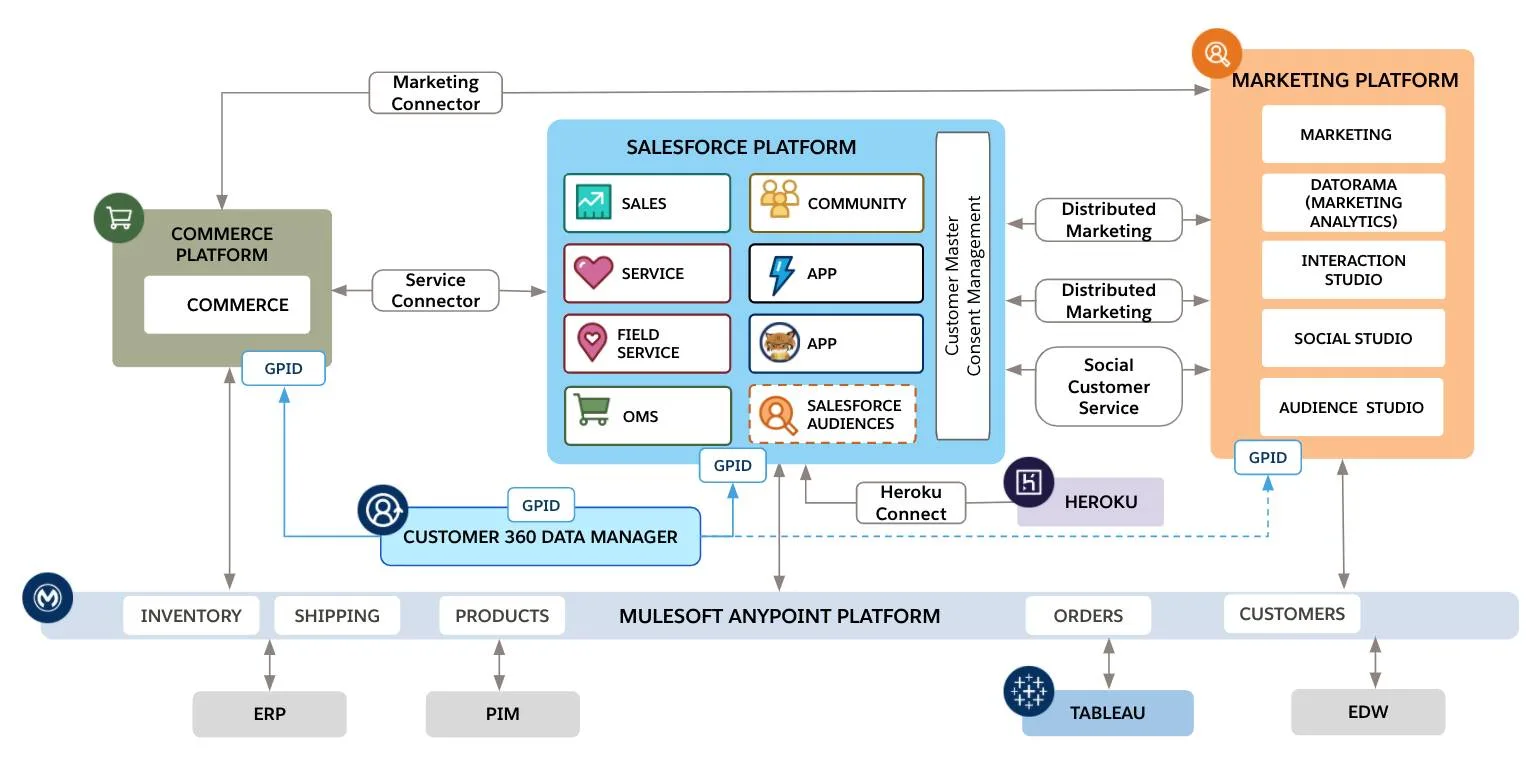 Marketing
Connector
MARKETING PLATFORM
MARKETING
DATORAMA
(MARKETING
ANALYTICS)
INTERACTION
STUDIO
SOCIAL STUDIO
AUDIENCE STUDIO
GPID
SALESFORCE PLATFORM
SALES
COMMUNITY
SERVICE
APP
FIELD
SERVICE
APP
OMS
SALESFORCE
AUDIENCES
Customer Master
Consent Management
GPID
Distributed
Marketing
Distributed
Marketing
Social
Customer
Service
COMMERCE
PLATFORM
COMMERCE
GPID
Service
Connector
Heroku
Connect
HEROKU
GPID
CUSTOMER 360 DATA MANAGER
INVENTORY
SHIPPING
PRODUCTS
MULESOFT ANYPOINT PLATFORM
ORDERS
CUSTOMERS
ERP
PIM
TABLEAU
EDW